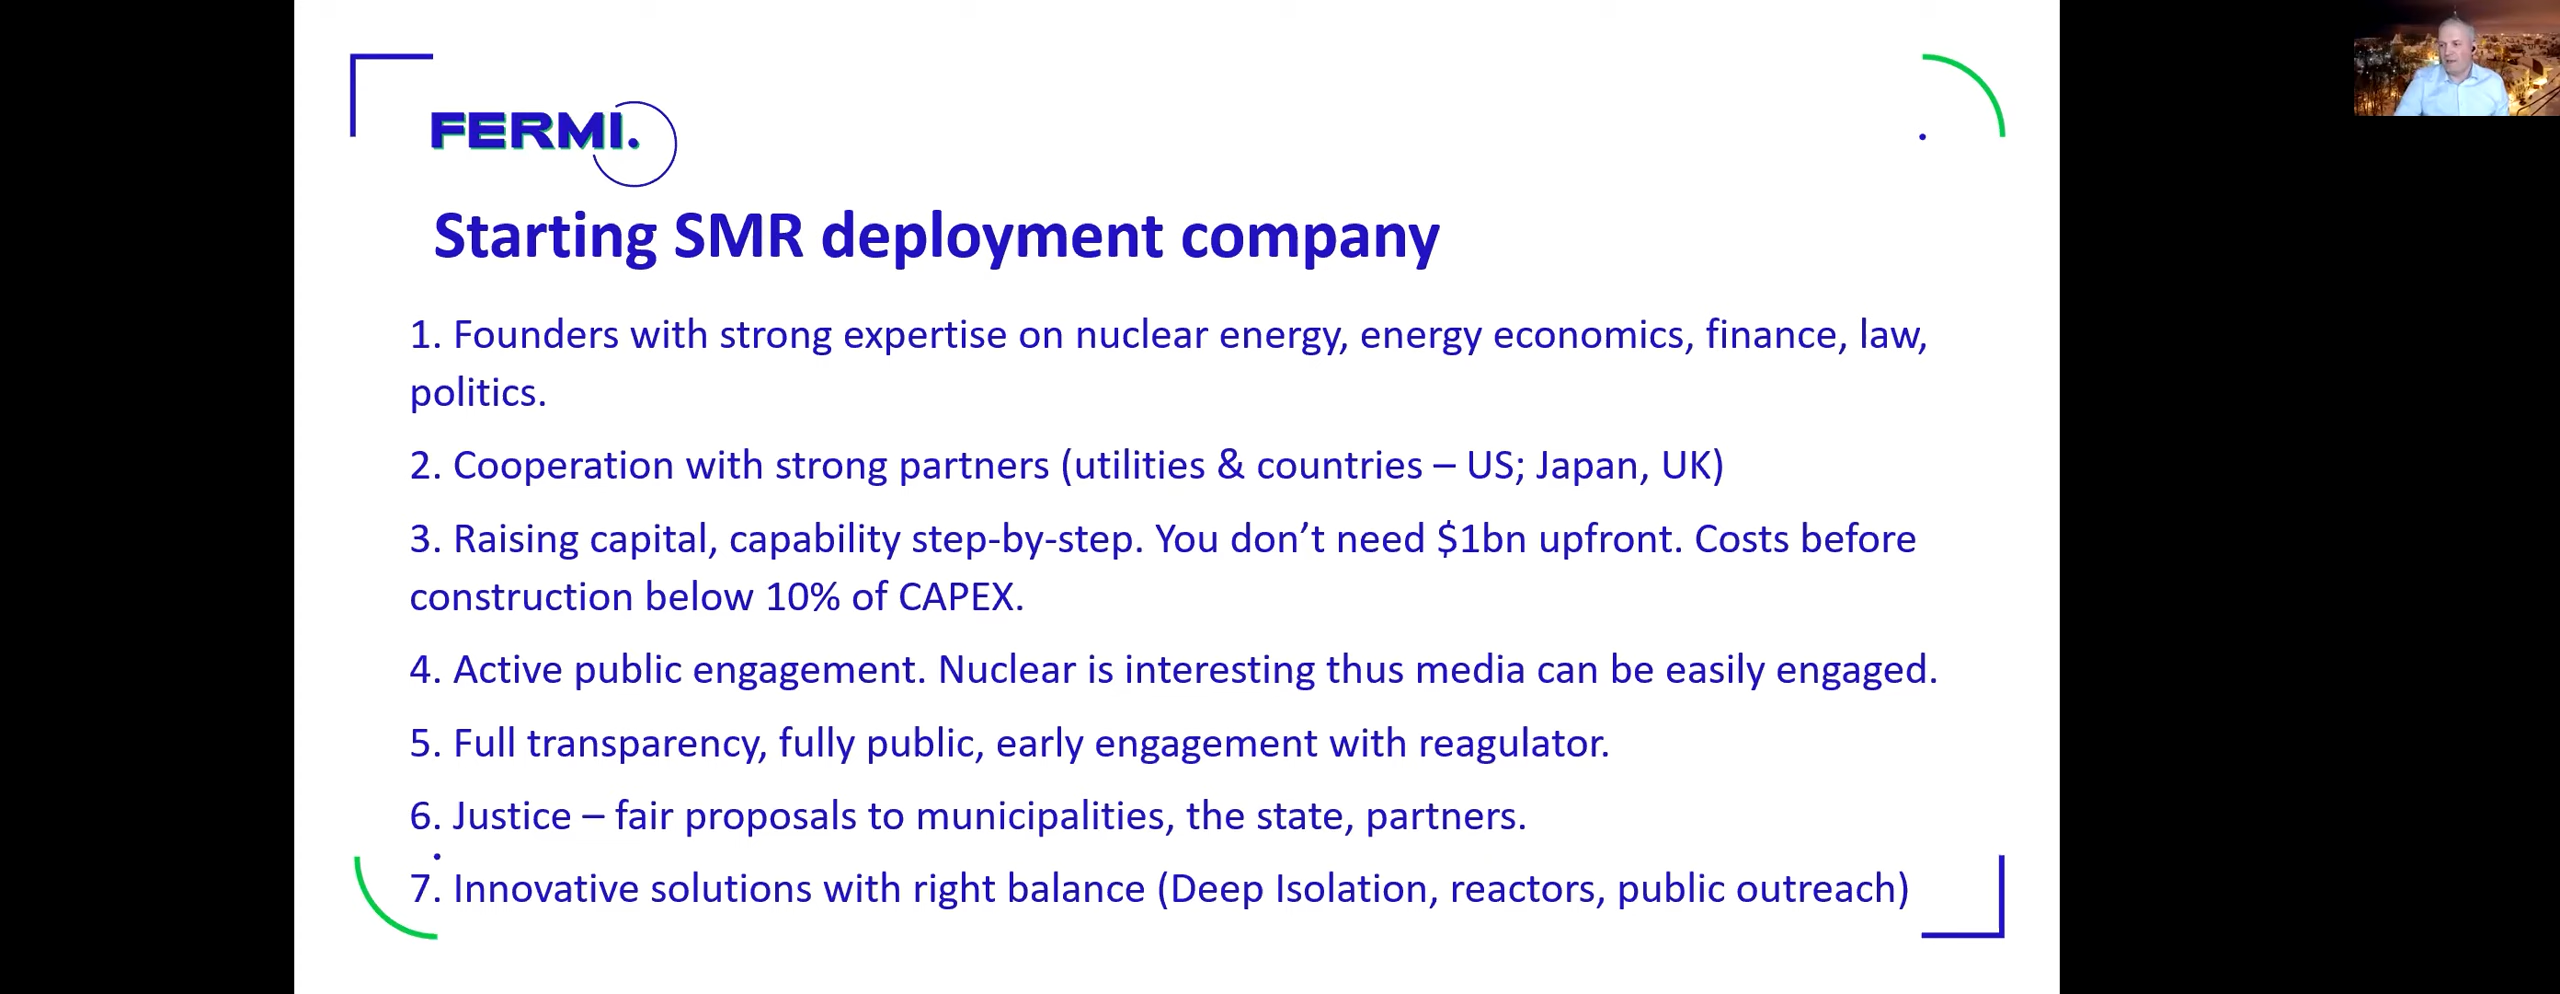 FERMI.
Starting SMR deployment company
1. Founders with strong expertise on nuclear energy, energy economics, finance, law,
politics.
2. Cooperation with strong partners (utilities & countries – US; Japan, UK)
3. Raising capital, capability step-by-step. You don’t need $1bn upfront. Costs before
construction below 10% of CAPEX.
4. Active public engagement. Nuclear is interesting thus media can be easily engaged.
5. Full transparency, fully public, early engagement with reagulator.
6. Justice – fair proposals to municipalities, the state, partners.
7. Innovative solutions with right balance (Deep Isolation, reactors, public outreach)